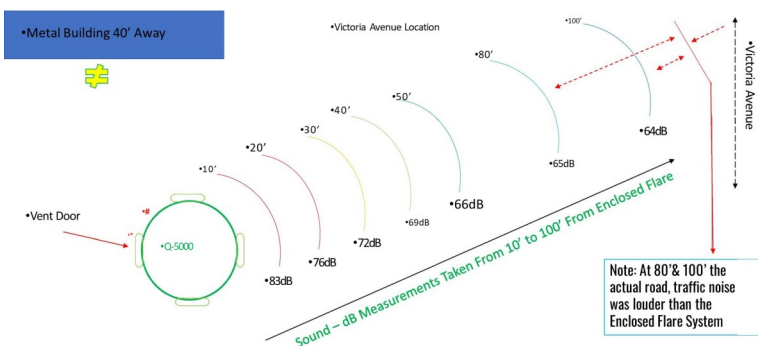 •Metal Building 40’ Away
≠
•Victoria Avenue Location
•100’
•80’
•50’
•40’
•30’
•20’
•10’
•Victoria Avenue
•64dB
•65dB
•66dB
•69dB
•72dB
•76dB
•83dB
•Vent Door
•#
•Q-5000
Sound – dB Measurements Taken From 10’ to 100’ From Enclosed Flare
Note: At 80’& 100’ the
actual road, traffic noise
was louder than the
Enclosed Flare System